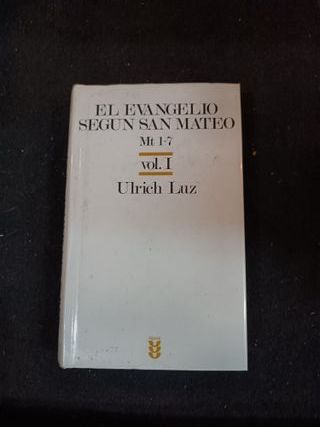 EL EVANGELIO
SEGUN SAN MATEO
Mt 1-7
vol. I
Ulrich Luz